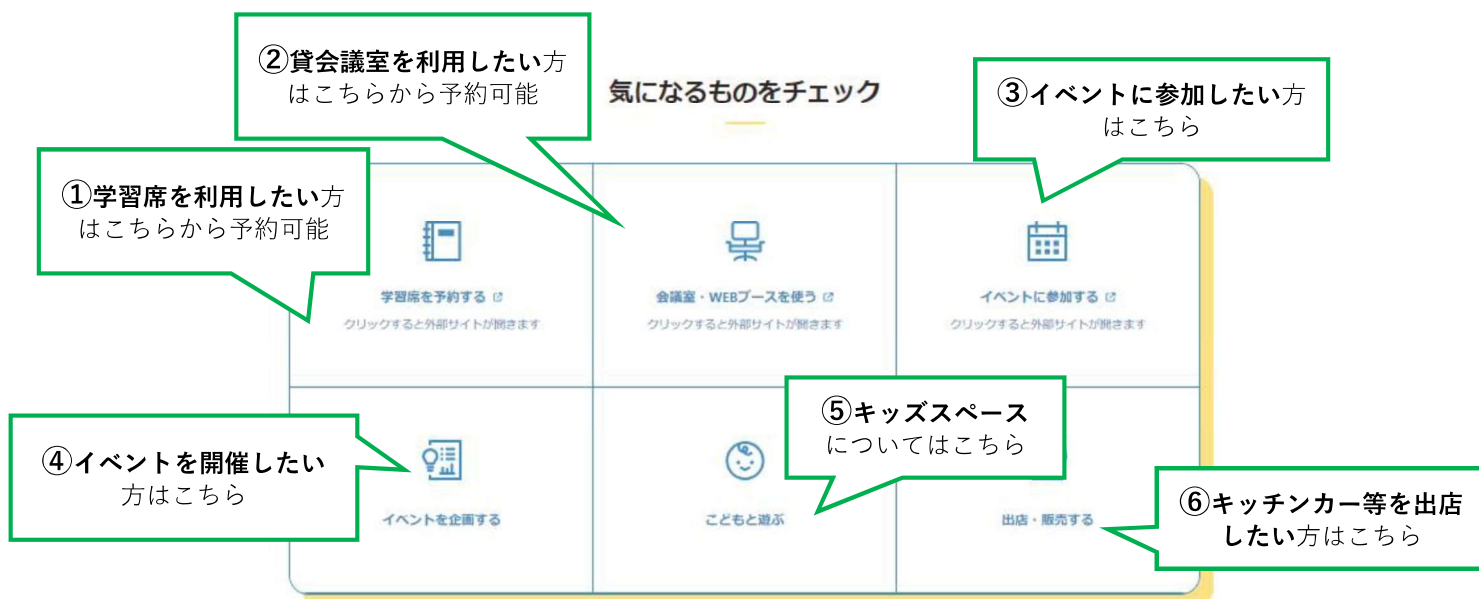 ②貸会議室を利用したい方
はこちらから予約可能
気になるものをチェック
③イベントに参加したい方
はこちら
①学習席を利用したい方
はこちらから予約可能
学習席を予約する
クリックすると外部サイトが開きます
会議室・WEBブースを使う
クリックすると外部サイトが開きます
イベントに参加する
クリックすると外部サイトが開きます
④イベントを開催したい
方はこちら
⑤キッズスペース
についてはこちら
⑥キッチンカー等を出店
したい方はこちら
イベントを企画する
こどもと遊ぶ
出店・販売する